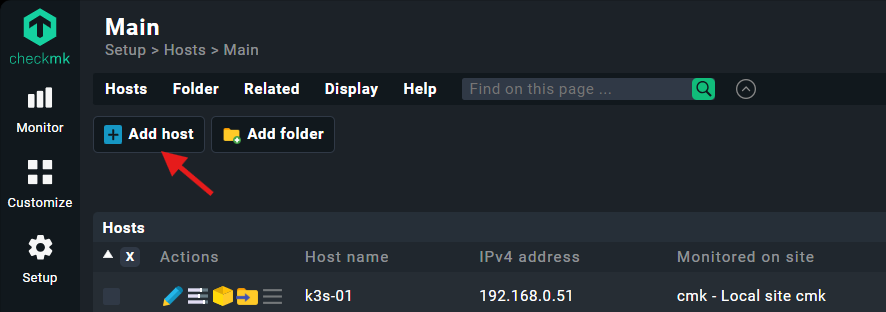 Main
Setup > Hosts > Main
checkmk
Hosts Folder Related Display Help Find on this page ...
Monitor
Add host Add folder
Customize
Hosts
X Actions Host name IPv4 address Monitored on site
Setup
k3s-01 192.168.0.51 cmk - Local site cmk